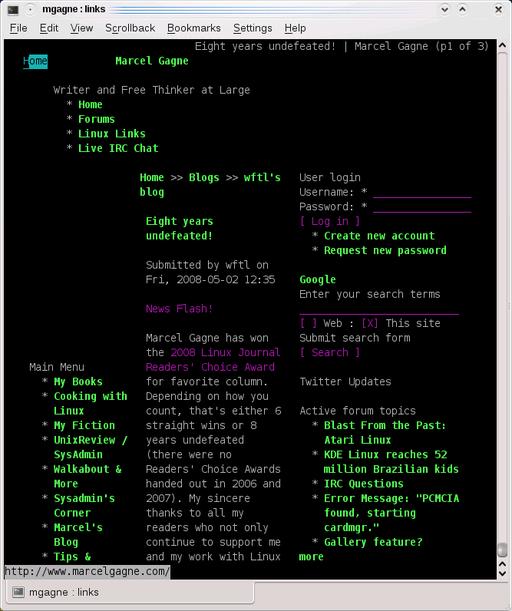 mgagne : links
File Edit View Scrollback Bookmarks Settings Help
Eight years undefeated! | Marcel Gagne (p1 of 3)
Home Marcel Gagne
Writer and Free Thinker at Large
* Home
* Forums
* Linux Links
* Live IRC Chat
Main Menu
* My Books
* Cooking with
Linux
* My Fiction
* UnixReview /
SysAdmin
* Walkabout &
More
* Sysadmin's
Corner
* Marcel's
Blog
* Tips &
Home >> Blogs >> wftl's
blog
Eight years
undefeated!
Submitted by wftl on
Fri, 2008-05-02 12:35
News Flash!
Marcel Gagne has won
the 2008 Linux Journal
Readers' Choice Award
for favorite column.
Depending on how you
count, that's either 6
straight wins or 8
years undefeated
(there were no
Readers' Choice Awards
handed out in 2006 and
2007). My sincere
thanks to all my
readers who not only
continue to support me
and my work with Linux
User login
Username: * ________________
Password: * ________________
[ Log in ]
* Create new account
* Request new password
Google
Enter your search terms
__________________________
[ ] Web : [X] This site
Submit search form
[ Search ]
Twitter Updates
Active forum topics
* Blast From the Past:
Atari Linux
* KDE Linux reaches 52
million Brazilian kids
* IRC Questions
* Error Message: "PCMCIA
found, starting
cardmgr."
* Gallery feature?
more
http://www.marcelgagne.com/
mgagne : links